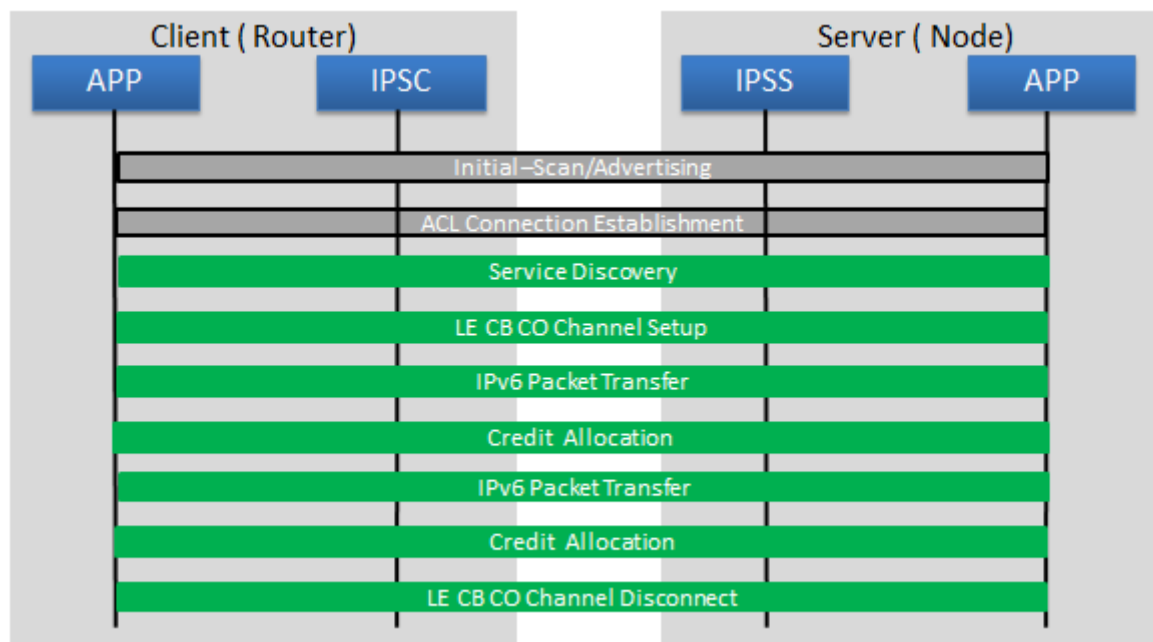 Client ( Router)
Server ( Node)
APP
IPSC
IPSS
APP
Initial –Scan/Advertising
ACL Connection Establishment
Service Discovery
LE CB CO Channel Setup
IPv6 Packet Transfer
Credit Allocation
IPv6 Packet Transfer
Credit Allocation
LE CB CO Channel Disconnect